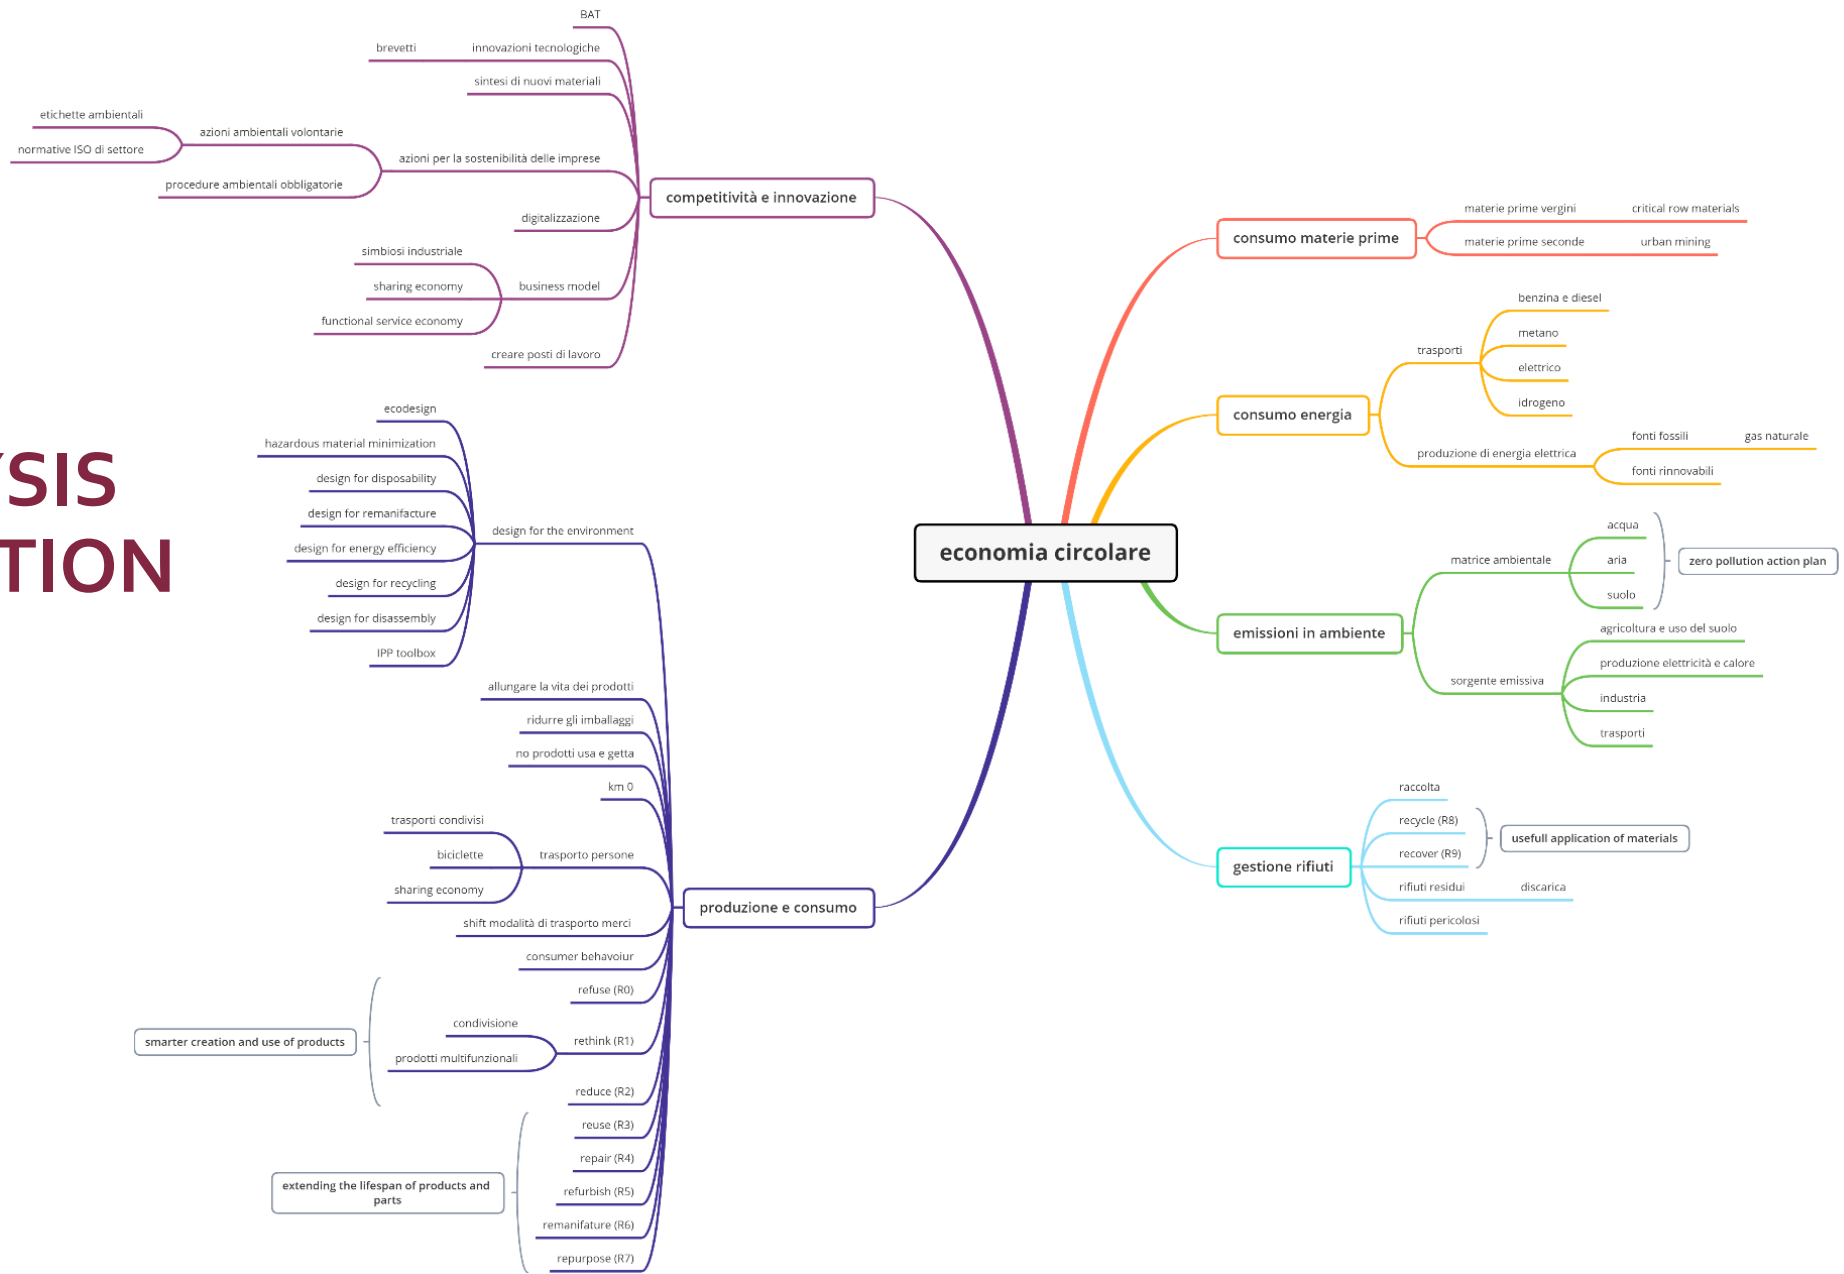 YSIS
TION
economia circolare
competitività e innovazione
BAT
innovazioni tecnologiche
brevetti
sintesi di nuovi materiali
azioni per la sostenibilità delle imprese
azioni ambientali volontarie
etichette ambientali
normative ISO di settore
procedure ambientali obbligatorie
digitalizzazione
business model
simbiosi industriale
sharing economy
functional service economy
creare posti di lavoro
produzione e consumo
design for the environment
ecodesign
hazardous material minimization
design for disposability
design for remanifacture
design for energy efficiency
design for recycling
design for disassembly
IPP toolbox
allungare la vita dei prodotti
ridurre gli imballaggi
no prodotti usa e getta
km 0
trasporto persone
trasporti condivisi
biciclette
sharing economy
shift modalità di trasporto merci
consumer behavoiur
refuse (R0)
rethink (R1)
condivisione
prodotti multifunzionali
reduce (R2)
smarter creation and use of products
reuse (R3)
repair (R4)
refurbish (R5)
remanifature (R6)
repurpose (R7)
extending the lifespan of products and
parts
consumo materie prime
materie prime vergini
critical row materials
materie prime seconde
urban mining
consumo energia
trasporti
benzina e diesel
metano
elettrico
idrogeno
produzione di energia elettrica
fonti fossili
gas naturale
fonti rinnovabili
emissioni in ambiente
matrice ambientale
acqua
aria
suolo
zero pollution action plan
sorgente emissiva
agricoltura e uso del suolo
produzione elettricità e calore
industria
trasporti
gestione rifiuti
raccolta
recycle (R8)
recover (R9)
usefull application of materials
rifiuti residui
discarica
rifiuti pericolosi